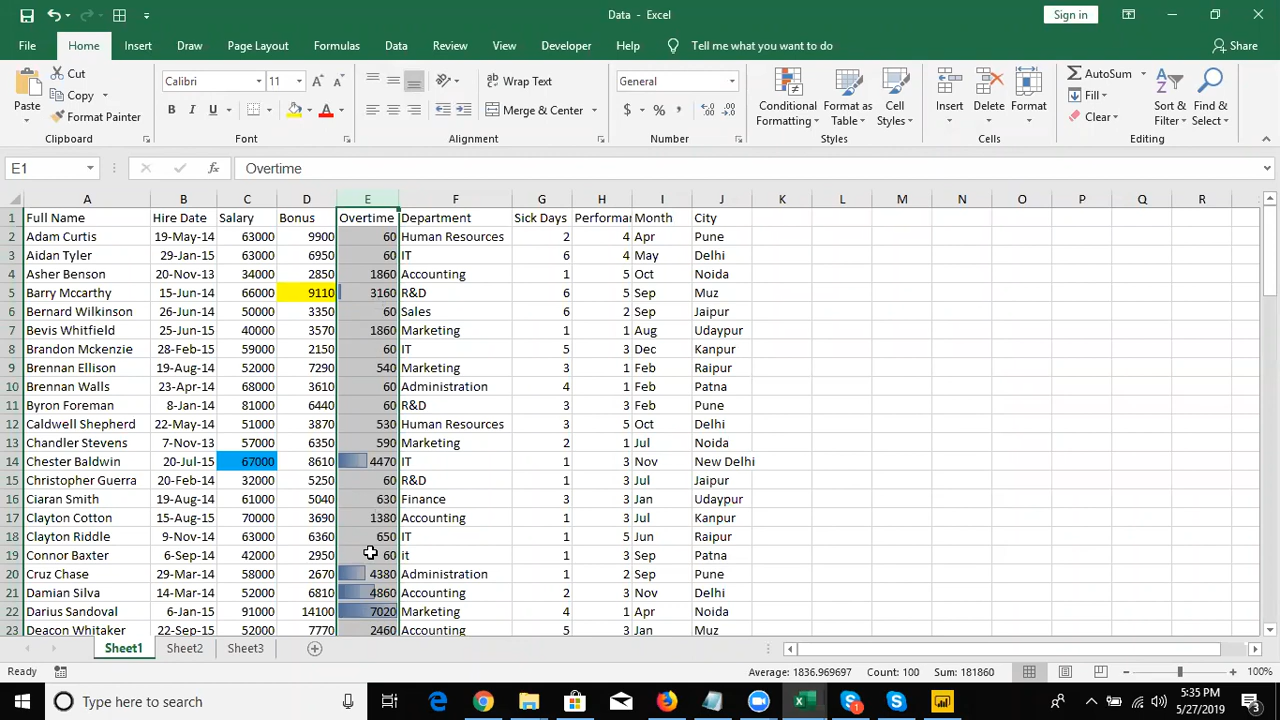 Data - Excel
Sign in
File Home Insert Draw Page Layout Formulas Data Review View Developer Help Tell me what you want to do Share
Paste Cut Copy Format Painter Clipboard
Calibri 11 B I U A Font
Wrap Text Merge & Center Alignment
General $ % , Number
Conditional Formatting Format as Table Cell Styles Styles
Insert Delete Format Cells
AutoSum Fill Clear Sort & Filter Find & Select Editing
E1 fx Overtime
A B C D E F G H I J K L M N O P Q R
1 Full Name Hire Date Salary Bonus Overtime Department Sick Days Performan Month City
2 Adam Curtis 19-May-14 63000 9900 60 Human Resources 2 4 Apr Pune
3 Aidan Tyler 29-Jan-15 63000 6950 60 IT 6 4 May Delhi
4 Asher Benson 20-Nov-13 34000 2850 1860 Accounting 1 5 Oct Noida
5 Barry Mccarthy 15-Jun-14 66000 9110 3160 R&D 6 5 Sep Muz
6 Bernard Wilkinson 26-Jun-14 50000 3350 60 Sales 6 2 Sep Jaipur
7 Bevis Whitfield 25-Jun-15 40000 3570 1860 Marketing 1 1 Aug Udaypur
8 Brandon Mckenzie 28-Feb-15 59000 2150 60 IT 5 3 Dec Kanpur
9 Brennan Ellison 19-Aug-14 52000 7290 540 Marketing 3 1 Feb Raipur
10 Brennan Walls 23-Apr-14 68000 3610 60 Administration 4 1 Feb Patna
11 Byron Foreman 8-Jan-14 81000 6440 60 R&D 3 3 Feb Pune
12 Caldwell Shepherd 22-May-14 51000 3870 530 Human Resources 3 5 Oct Delhi
13 Chandler Stevens 7-Nov-13 57000 6350 590 Marketing 2 1 Jul Noida
14 Chester Baldwin 20-Jul-15 67000 8610 4470 IT 1 3 Nov New Delhi
15 Christopher Guerra 20-Feb-14 32000 5250 60 R&D 1 3 Jul Jaipur
16 Ciaran Smith 19-Aug-14 61000 5040 630 Finance 3 3 Jan Udaypur
17 Clayton Cotton 15-Aug-15 70000 3690 1380 Accounting 1 3 Jul Kanpur
18 Clayton Riddle 9-Nov-14 63000 6360 650 IT 1 5 Jun Raipur
19 Connor Baxter 6-Sep-14 42000 2950 60 it 1 3 Sep Patna
20 Cruz Chase 29-Mar-14 58000 2670 4380 Administration 1 2 Sep Pune
21 Damian Silva 14-Mar-14 52000 6810 4860 Accounting 2 3 Nov Delhi
22 Darius Sandoval 6-Jan-15 91000 14100 7020 Marketing 4 1 Apr Noida
23 Deacon Whitaker 22-Sep-15 52000 7770 2460 Accounting 5 3 Jan Muz
Sheet1 Sheet2 Sheet3
Ready Average: 1836.969697 Count: 100 Sum: 181860 100%
Type here to search
5:35 PM
5/27/2019